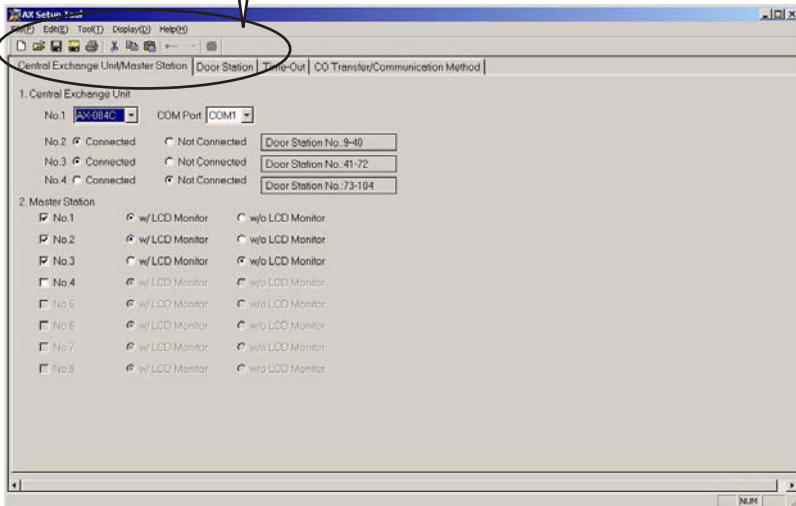 AX Setup Tool
File(F) Edit(E) Tool(T) Display(D) Help(H)
Central Exchange Unit/Master Station Door Station Time-Out CO Transfer/Communication Method
1. Central Exchange Unit
No.1 AX-084C COM Port COM1
No.2 Connected Not Connected Door Station No.:9-40
No.3 Connected Not Connected Door Station No.:41-72
No.4 Connected Not Connected Door Station No.:73-104
2. Master Station
No.1 w/ LCD Monitor w/o LCD Monitor
No.2 w/ LCD Monitor w/o LCD Monitor
No.3 w/ LCD Monitor w/o LCD Monitor
No.4 w/ LCD Monitor w/o LCD Monitor
No.5 w/ LCD Monitor w/o LCD Monitor
No.6 w/ LCD Monitor w/o LCD Monitor
No.7 w/ LCD Monitor w/o LCD Monitor
No.8 w/ LCD Monitor w/o LCD Monitor
NUM